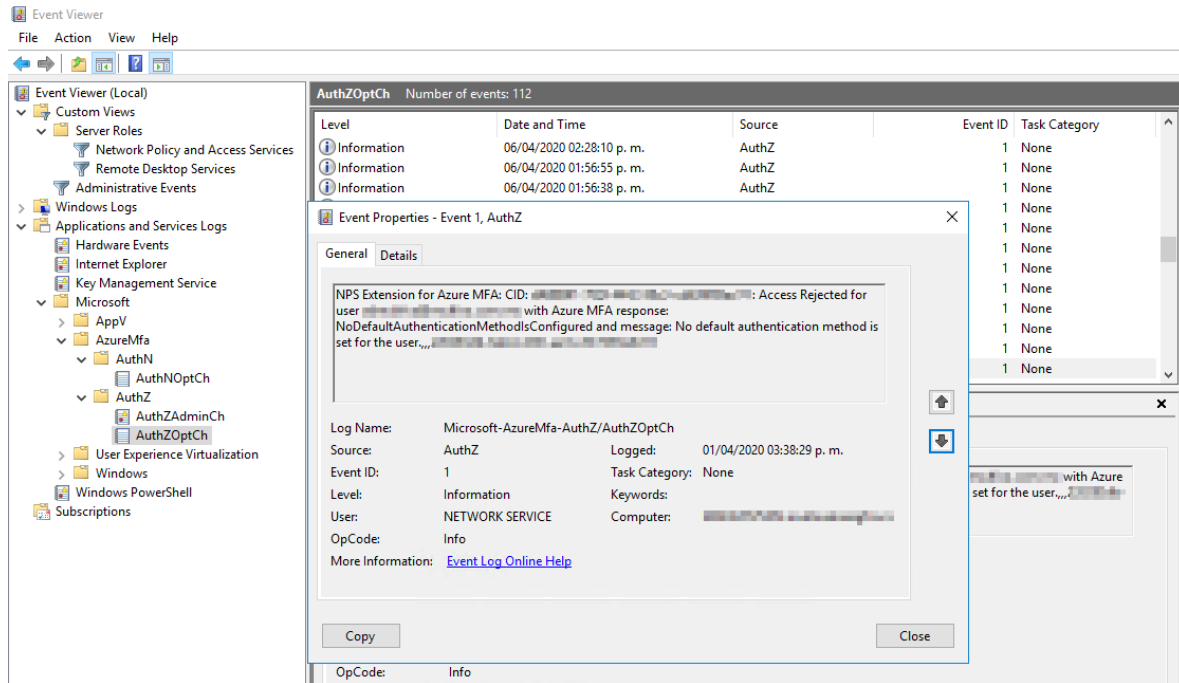 Event Viewer
File Action View Help
Event Viewer (Local)
Custom Views
Server Roles
Network Policy and Access Services
Remote Desktop Services
Administrative Events
Windows Logs
Applications and Services Logs
Hardware Events
Internet Explorer
Key Management Service
Microsoft
AppV
AzureMfa
AuthN
AuthNOptCh
AuthZ
AuthZAdminCh
AuthZOptCh
User Experience Virtualization
Windows
Windows PowerShell
Subscriptions
AuthZOptCh Number of events: 112
Level Date and Time Source Event ID Task Category
Information 06/04/2020 02:28:10 p. m. AuthZ 1 None
Information 06/04/2020 01:56:55 p. m. AuthZ 1 None
Information 06/04/2020 01:56:38 p. m. AuthZ 1 None
1 None
1 None
1 None
1 None
1 None
1 None
1 None
1 None
1 None
Event Properties - Event 1, AuthZ
General Details
NPS Extension for Azure MFA: CID: : Access Rejected for
user with Azure MFA response:
NoDefaultAuthenticationMethodIsConfigured and message: No default authentication method is
set for the user.,,,
Log Name: Microsoft-AzureMfa-AuthZ/AuthZOptCh
Source: AuthZ Logged: 01/04/2020 03:38:29 p. m.
Event ID: 1 Task Category: None
Level: Information Keywords:
User: NETWORK SERVICE Computer:
OpCode: Info
More Information: Event Log Online Help
Copy Close
with Azure
set for the user.,,,
OpCode: Info